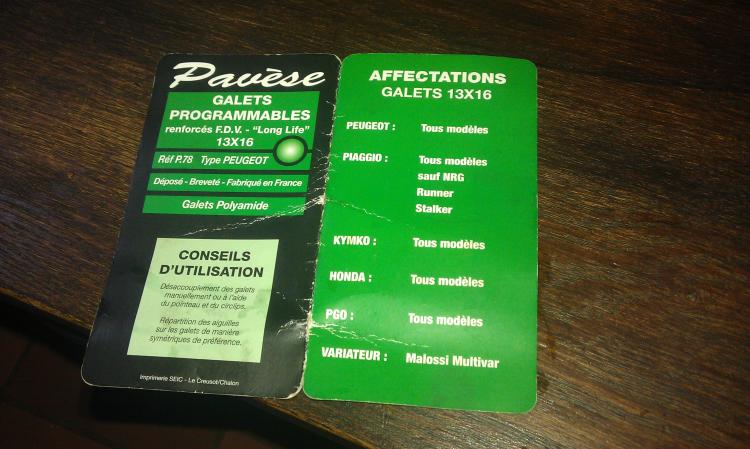 Pavèse
GALETS
PROGRAMMABLES
renforcés F.D.V. - "Long Life"
13X16
Réf P.78 Type PEUGEOT
Déposé - Breveté - Fabriqué en France
Galets Polyamide
CONSEILS
D'UTILISATION
Désaccouplement des galets
manuellement ou à l'aide
du pointeau et du circlips.
Répartition des aiguilles
sur les galets de manière
symétriques de préférence.
Imprimerie SEIC - Le Creusot/Chalon
AFFECTATIONS
GALETS 13X16
PEUGEOT : Tous modèles
PIAGGIO : Tous modèles
sauf NRG
Runner
Stalker
KYMKO : Tous modèles
HONDA : Tous modèles
PGO : Tous modèles
VARIATEUR : Malossi Multivar